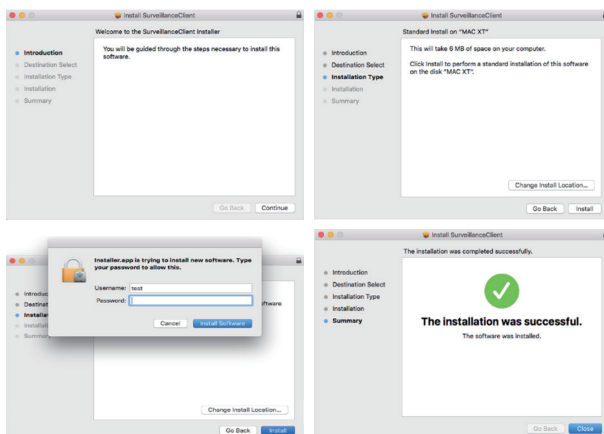 Install SurveillanceClient
Welcome to the SurveillanceClient Installer
Introduction
Destination Select
Installation Type
Installation
Summary
You will be guided through the steps necessary to install this
software.
Go Back
Continue
Install SurveillanceClient
Standard Install on "MAC XT"
Introduction
Destination Select
Installation Type
Installation
Summary
This will take 6 MB of space on your computer.
Click Install to perform a standard installation of this software
on the disk "MAC XT".
Change Install Location...
Go Back
Install
Installer.app is trying to install new software. Type
your password to allow this.
Username: test
Password:
Cancel
Install Software
Summary
Change Install Location...
Go Back
Install
Install SurveillanceClient
The installation was completed successfully.
Introduction
Destination Select
Installation Type
Installation
Summary
The installation was successful.
The software was installed.
Go Back
Close